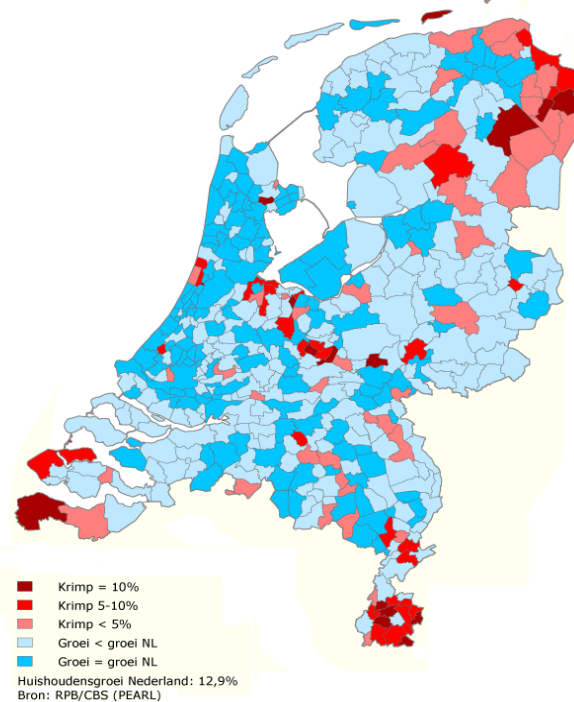 Krimp = 10%
Krimp 5-10%
Krimp < 5%
Groei < groei NL
Groei = groei NL
Huishoudensgroei Nederland: 12,9%
Bron: RPB/CBS (PEARL)